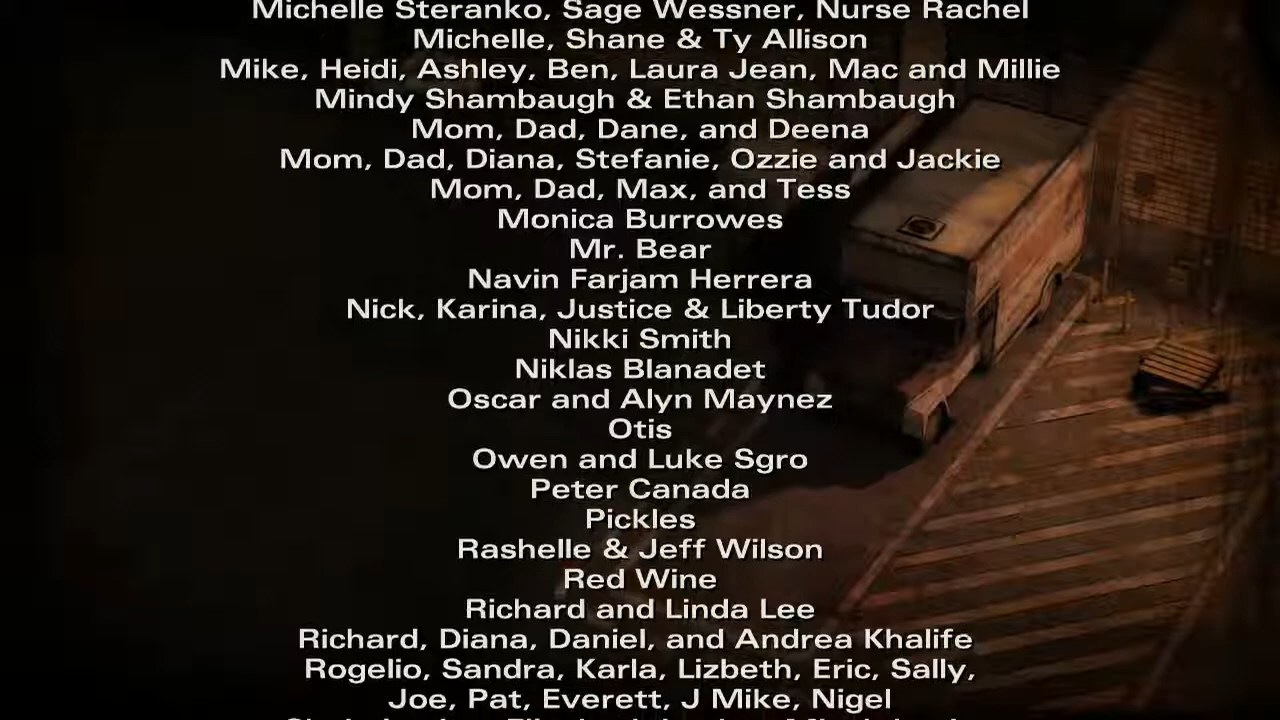 Michelle Steranko, Sage Wessner, Nurse Rachel
Michelle, Shane & Ty Allison
Mike, Heidi, Ashley, Ben, Laura Jean, Mac and Millie
Mindy Shambaugh & Ethan Shambaugh
Mom, Dad, Dane, and Deena
Mom, Dad, Diana, Stefanie, Ozzie and Jackie
Mom, Dad, Max, and Tess
Monica Burrowes
Mr. Bear
Navin Farjam Herrera
Nick, Karina, Justice & Liberty Tudor
Nikki Smith
Niklas Blanadet
Oscar and Alyn Maynez
Otis
Owen and Luke Sgro
Peter Canada
Pickles
Rashelle & Jeff Wilson
Red Wine
Richard and Linda Lee
Richard, Diana, Daniel, and Andrea Khalife
Rogelio, Sandra, Karla, Lizbeth, Eric, Sally,
Joe, Pat, Everett, J Mike, Nigel